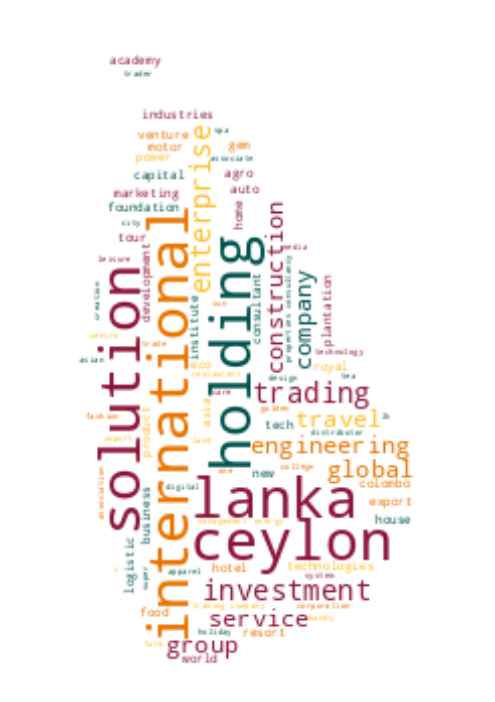 academy
trader
industries
venture
spa
motor
gem
power
associate
capital
agro
marketing
auto
foundation
enterprise
home
city
tour
international
holding
construction
media
leisure
development
solution
consultant
company
plantation
creation
institute
consultancy
properties
technology
trade
asian
eco
royal
restaurant
design
tea
care
trading
fashion
product
asia
golden
travel
tech
distributor
import
land
engineering
one
new
college
global
association
digital
lanka
colombo
export
business
management
energy
house
ceylon
logistic
super
apparel
hotel
technologies
system
investment
food
trading company
corporation
service
holiday
resort
farm
group
world